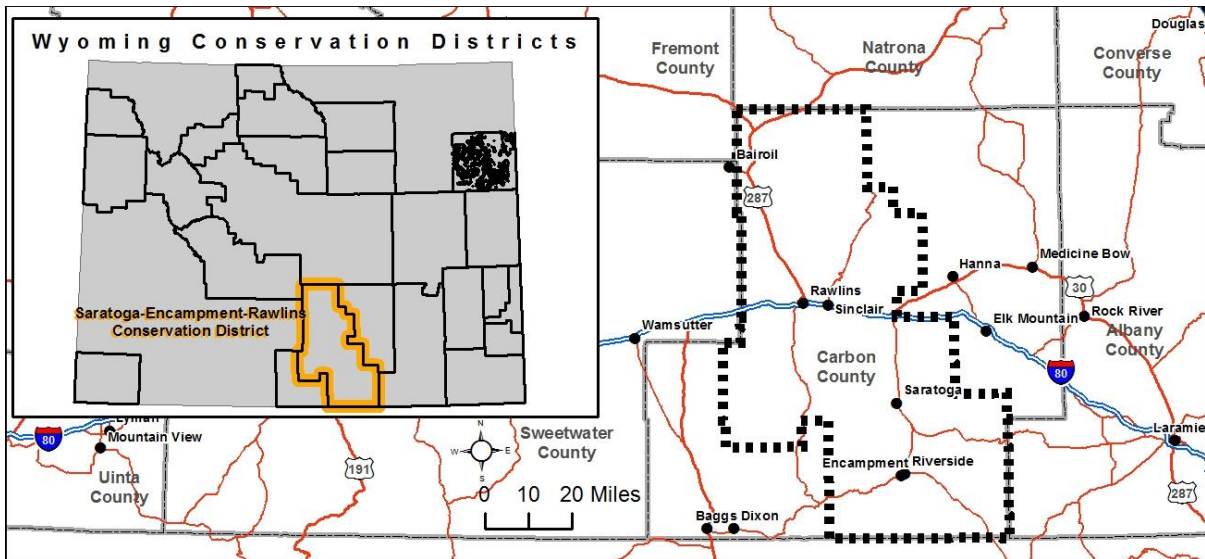 Wyoming Conservation Districts
Saratoga-Encampment-Rawlins
Conservation District
Fremont
County
Natrona
County
Converse
County
Douglas
Bairoil
287
Medicine Bow
Hanna
30
Rawlins
Sinclair
Rock River
Elk Mountain
Albany
County
Wamsutter
Carbon
County
80
Saratoga
Laramie
80
Lyman
Mountain View
Uinta
County
191
N
W E
S
Sweetwater
County
0 10 20 Miles
Encampment Riverside
287
Baggs Dixon